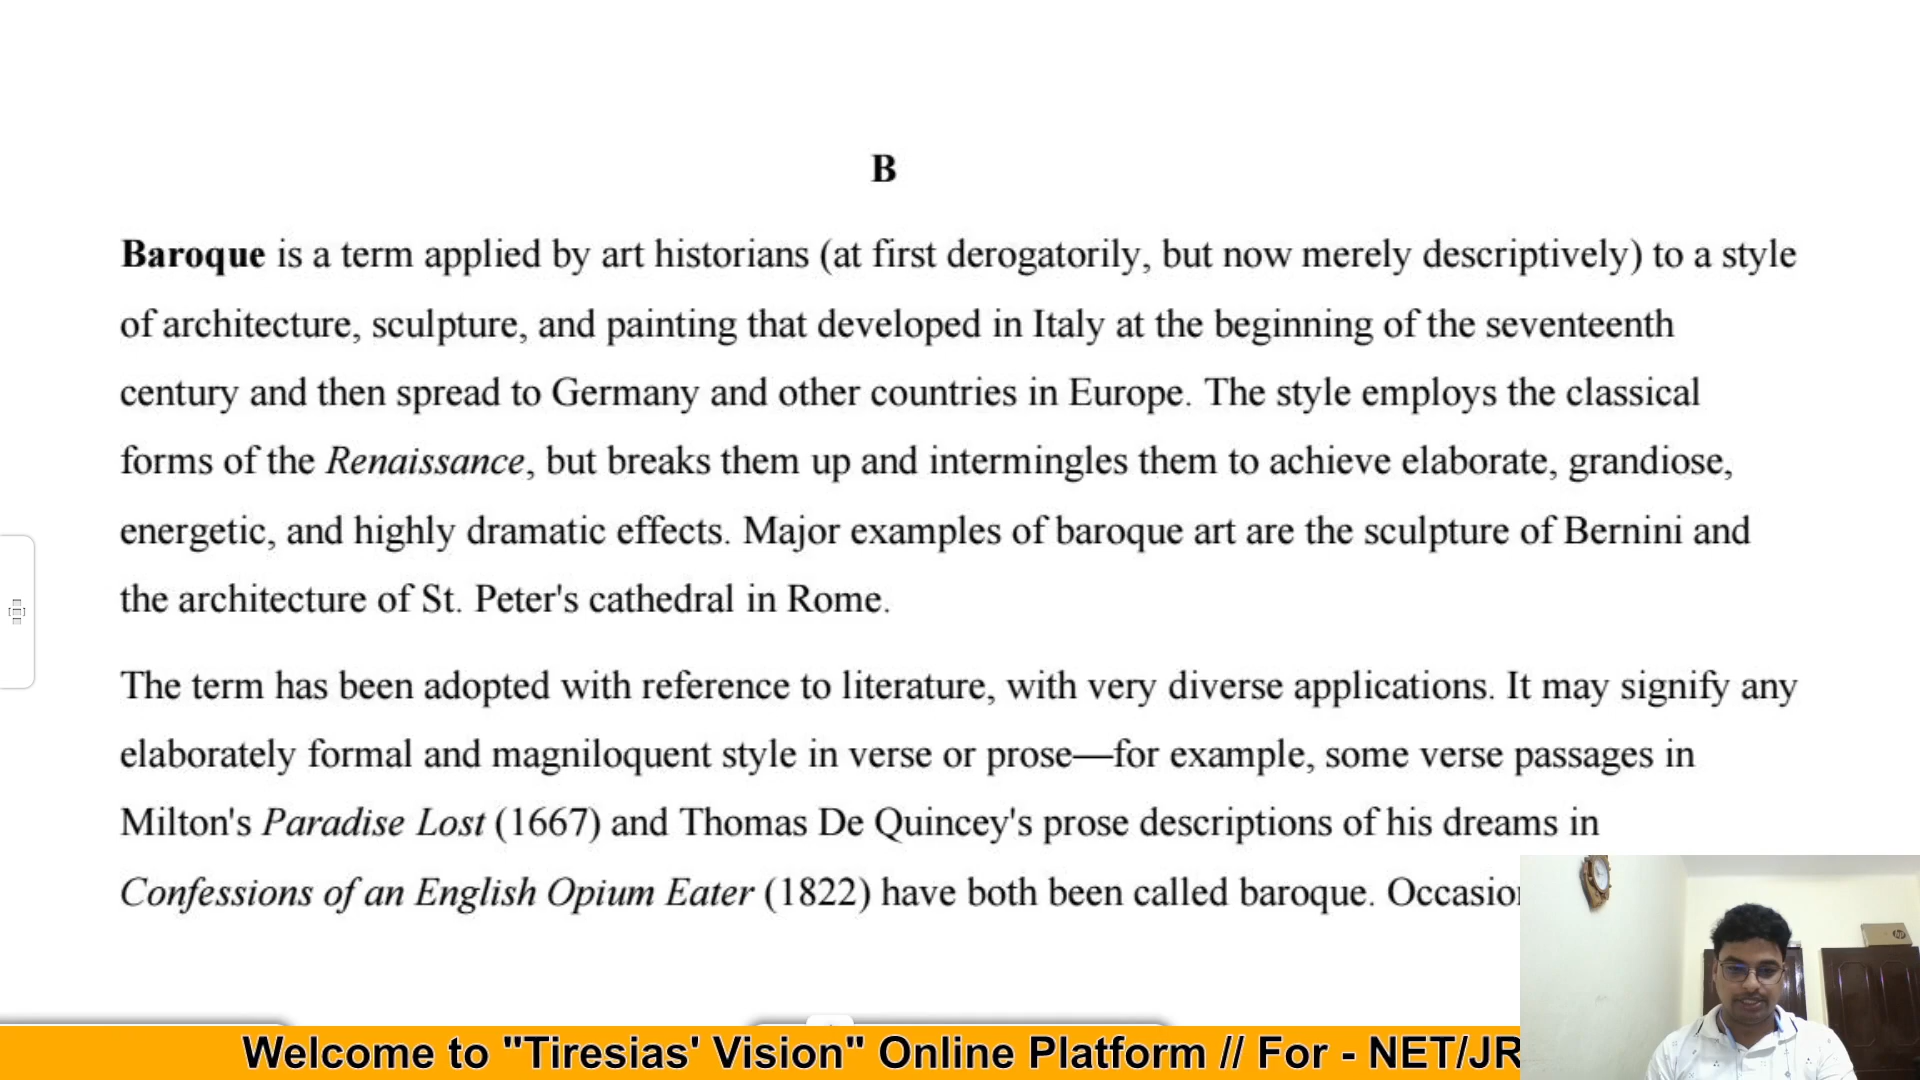 B
Baroque is a term applied by art historians (at first derogatorily, but now merely descriptively) to a style
of architecture, sculpture, and painting that developed in Italy at the beginning of the seventeenth
century and then spread to Germany and other countries in Europe. The style employs the classical
forms of the Renaissance, but breaks them up and intermingles them to achieve elaborate, grandiose,
energetic, and highly dramatic effects. Major examples of baroque art are the sculpture of Bernini and
the architecture of St. Peter's cathedral in Rome.
The term has been adopted with reference to literature, with very diverse applications. It may signify any
elaborately formal and magniloquent style in verse or prose—for example, some verse passages in
Milton's Paradise Lost (1667) and Thomas De Quincey's prose descriptions of his dreams in
Confessions of an English Opium Eater (1822) have both been called baroque. Occasion
Welcome to "Tiresias' Vision" Online Platform // For - NET/JR